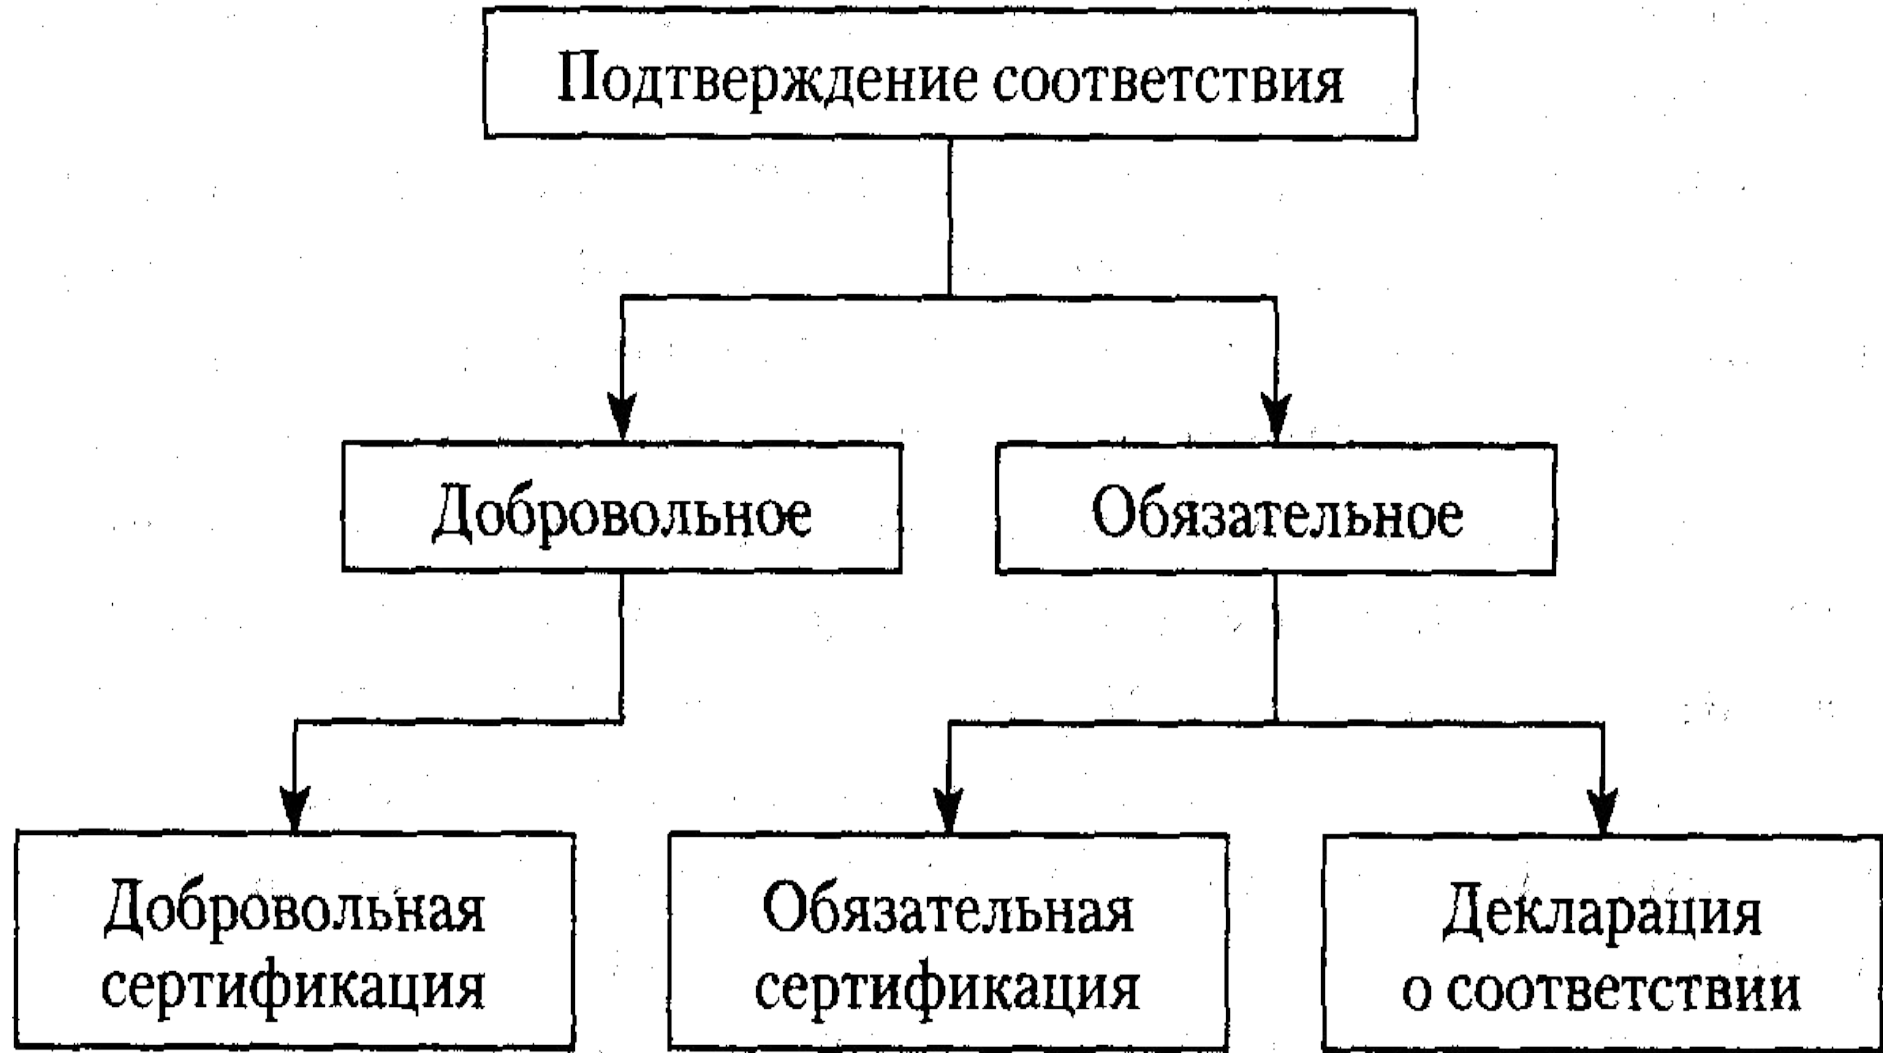 Подтверждение соответствия
Добровольное
Обязательное
Добровольная
сертификация
Обязательная
сертификация
Декларация
о соответствии